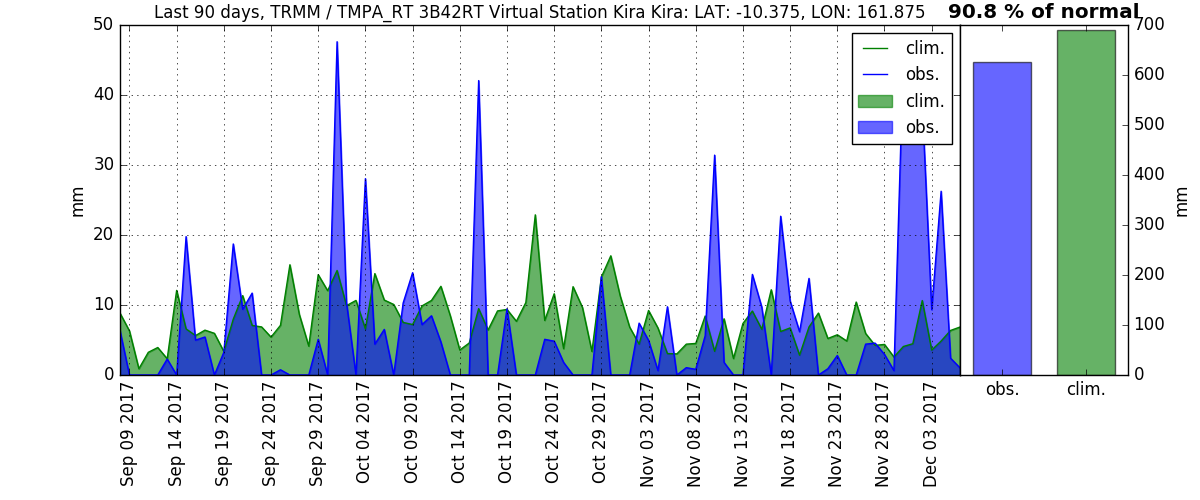 Last 90 days, TRMM / TMPA_RT 3B42RT Virtual Station Kira Kira: LAT: -10.375, LON: 161.875
90.8 % of normal
50
40
30
20
10
0
mm
clim.
obs.
clim.
obs.
Sep 09 2017
Sep 14 2017
Sep 19 2017
Sep 24 2017
Sep 29 2017
Oct 04 2017
Oct 09 2017
Oct 14 2017
Oct 19 2017
Oct 24 2017
Oct 29 2017
Nov 03 2017
Nov 08 2017
Nov 13 2017
Nov 18 2017
Nov 23 2017
Nov 28 2017
Dec 03 2017
700
600
500
400
300
200
100
0
mm
obs.
clim.